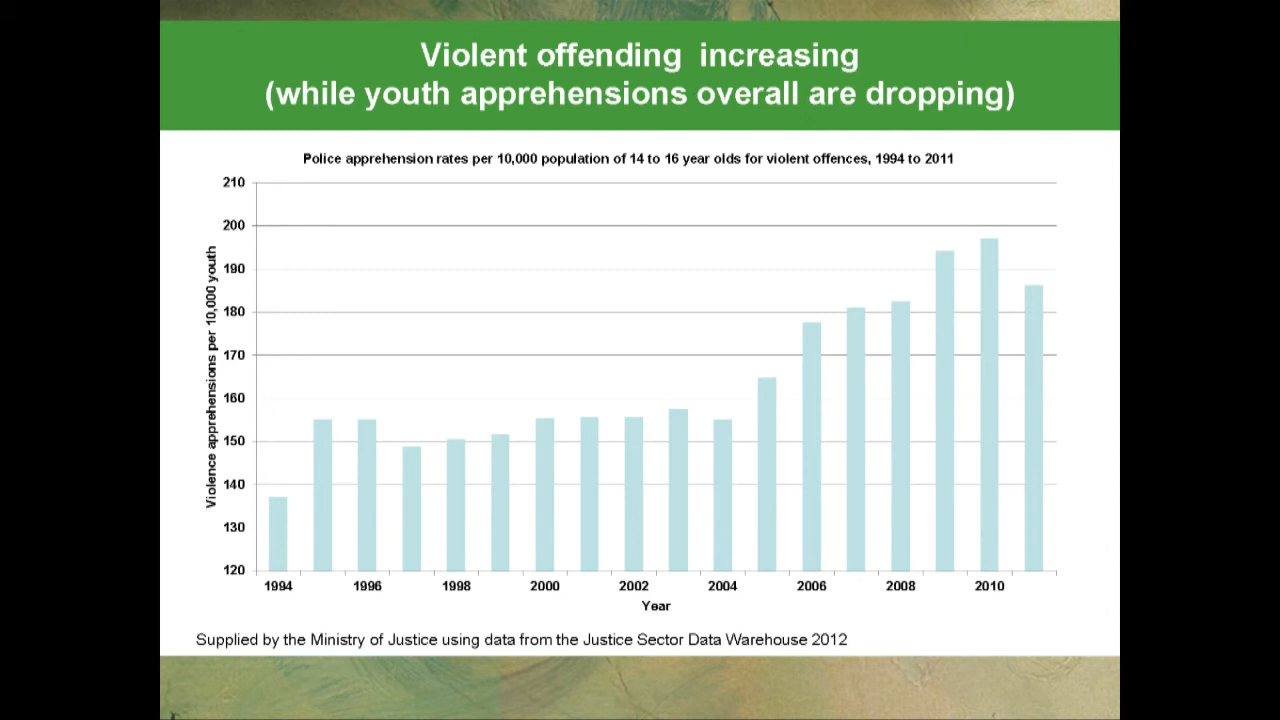 Violent offending  increasing
(while youth apprehensions overall are dropping)
Police apprehension rates per 10,000 population of 14 to 16 year olds for violent offences, 1994 to 2011
Violence apprehensions per 10,000 youth
210
200
190
180
170
160
150
140
130
120
1994 1996 1998 2000 2002 2004 2006 2008 2010
Year
Supplied by the Ministry of Justice using data from the Justice Sector Data Warehouse 2012